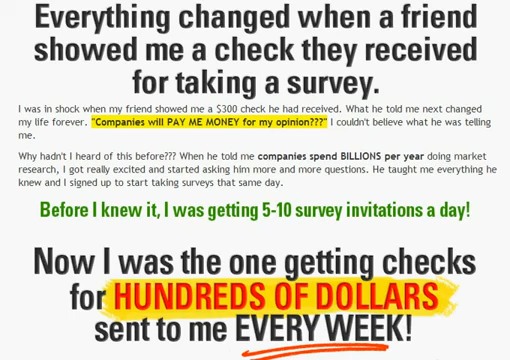 Everything changed when a friend
showed me a check they received
for taking a survey.
I was in shock when my friend showed me a $300 check he had received. What he told me next changed
my life forever. "Companies will PAY ME MONEY for my opinion???" I couldn't believe what he was telling
me.
Why hadn't I heard of this before??? When he told me companies spend BILLIONS per year doing market
research, I got really excited and started asking him more and more questions. He taught me everything he
knew and I signed up to start taking surveys that same day.
Before I knew it, I was getting 5-10 survey invitations a day!
Now I was the one getting checks
for HUNDREDS OF DOLLARS
sent to me EVERY WEEK!